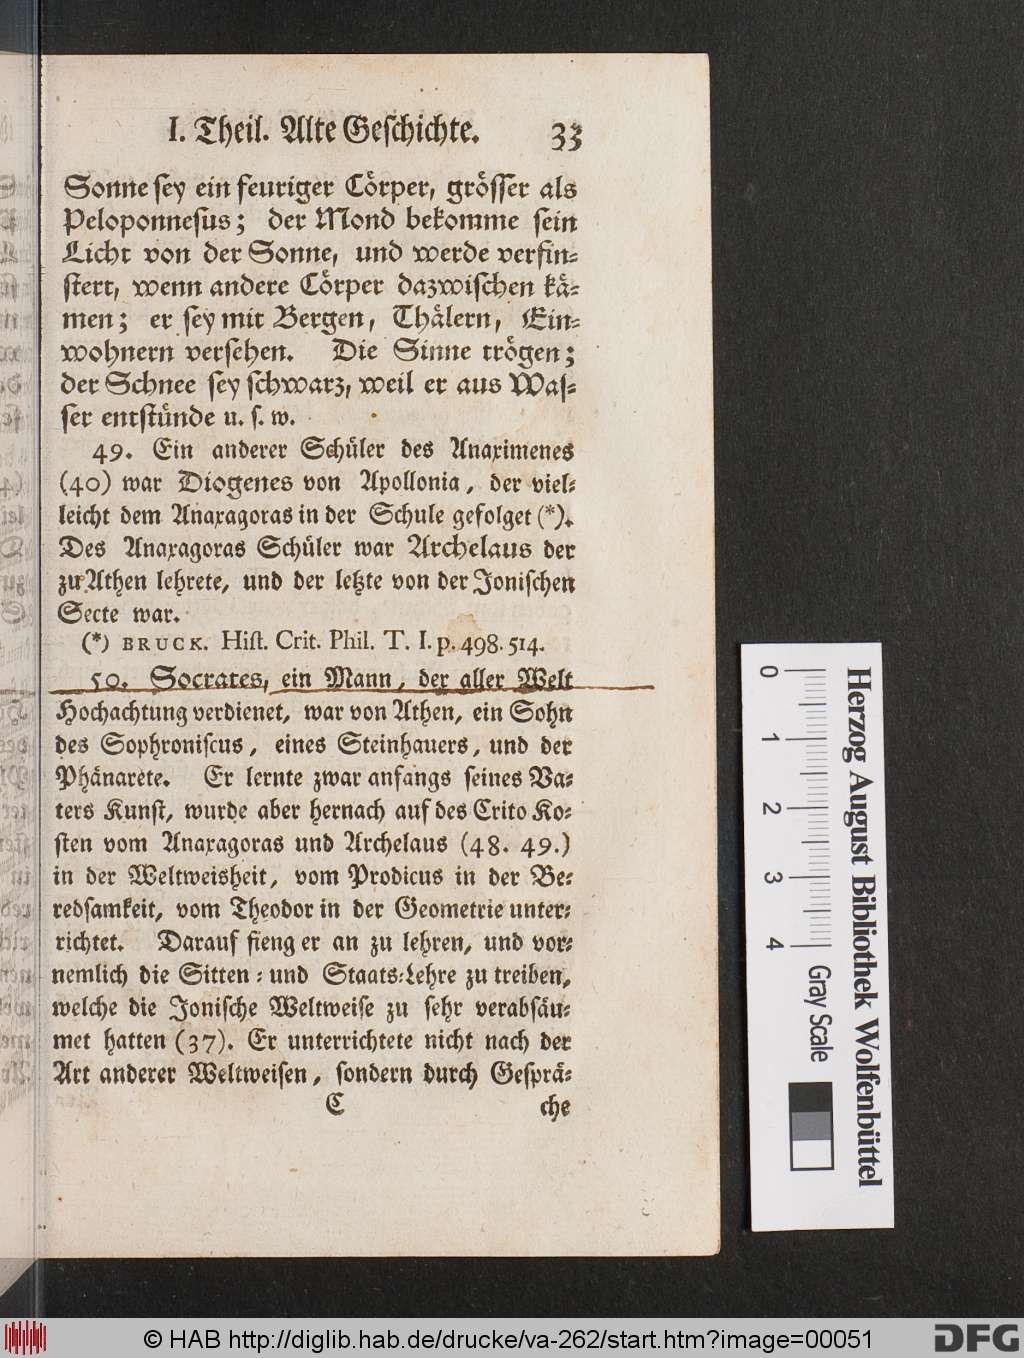 I. Theil. Alte Geschichte. 33
Sonne sey ein feuriger Cörper, grösser als
Peloponnesus; der Mond bekomme sein
Licht von der Sonne, und werde verfin-
stert, wenn andere Cörper dazwischen kä-
men; er sey mit Bergen, Thälern, Ein-
wohnern versehen. Die Sinne trögen;
der Schnee sey schwarz, weil er aus Was-
ser entstünde u. s. w.
49. Ein anderer Schüler des Anaximenes
(40) war Diogenes von Apollonia, der viel-
leicht dem Anaxagoras in der Schule gefolget (*).
Des Anaxagoras Schüler war Archelaus der
zu Athen lehrete, und der letzte von der Jonischen
Secte war.
(*) BRUCK. Hist. Crit. Phil. T. I. p. 498. 514.
50. Socrates, ein Mann, der aller Welt
Hochachtung verdienet, war von Athen, ein Sohn
des Sophroniscus, eines Steinhauers, und der
Phänarete. Er lernte zwar anfangs seines Va-
ters Kunst, wurde aber hernach auf des Crito Ko-
sten vom Anaxagoras und Archelaus (48. 49.)
in der Weltweisheit, vom Prodicus in der Be-
redsamkeit, vom Theodor in der Geometrie unter-
richtet. Darauf fieng er an zu lehren, und vor-
nemlich die Sitten- und Staats-Lehre zu treiben,
welche die Jonische Weltweise zu sehr verabsäu-
met hatten (37). Er unterrichtete nicht nach der
Art anderer Weltweisen, sondern durch Gesprä-
C che
0 1 2 3 4
Gray Scale
Herzog August Bibliothek Wolfenbüttel
© HAB http://diglib.hab.de/drucke/va-262/start.htm?image=00051
DFG